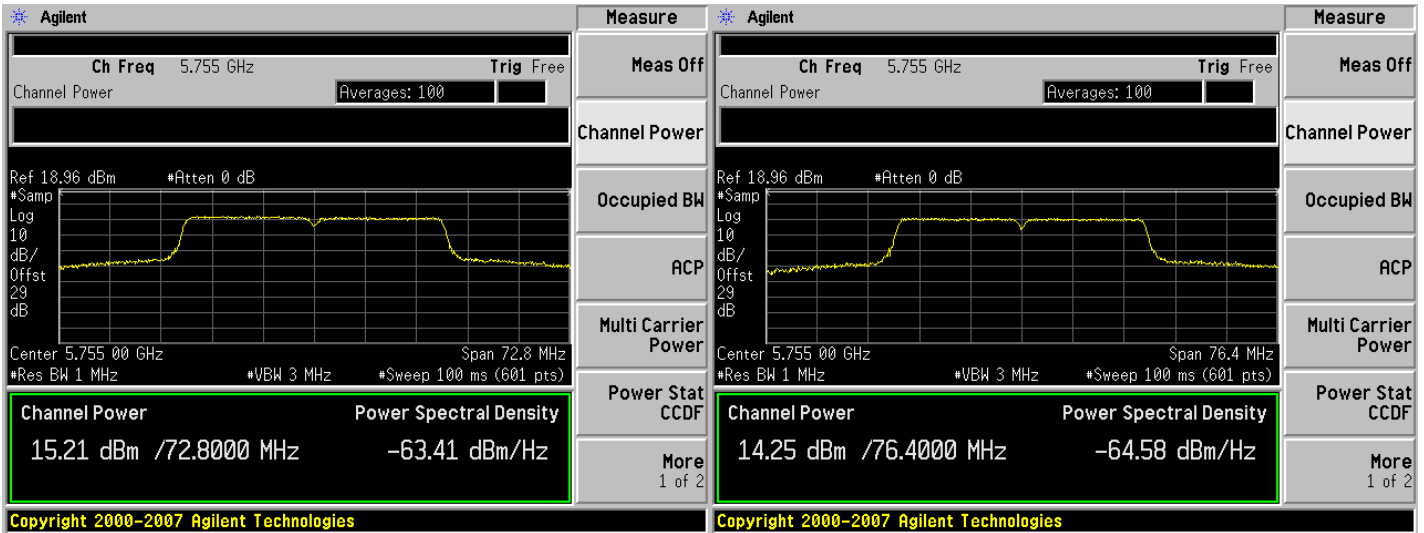 Agilent
Measure
Ch Freq 5.755 GHz Trig Free
Meas Off
Channel Power Averages: 100
Channel Power
Ref 18.96 dBm #Atten 0 dB
#Samp
Log
10
dB/
Offst
29
dB
Occupied BW
ACP
Multi Carrier
Power
Center 5.755 00 GHz Span 72.8 MHz
#Res BW 1 MHz #VBW 3 MHz #Sweep 100 ms (601 pts)
Power Stat
CCDF
Channel Power Power Spectral Density
15.21 dBm /72.8000 MHz -63.41 dBm/Hz
More
1 of 2
Copyright 2000-2007 Agilent Technologies
Agilent
Measure
Ch Freq 5.755 GHz Trig Free
Meas Off
Channel Power Averages: 100
Channel Power
Ref 18.96 dBm #Atten 0 dB
#Samp
Log
10
dB/
Offst
29
dB
Occupied BW
ACP
Multi Carrier
Power
Center 5.755 00 GHz Span 76.4 MHz
#Res BW 1 MHz #VBW 3 MHz #Sweep 100 ms (601 pts)
Power Stat
CCDF
Channel Power Power Spectral Density
14.25 dBm /76.4000 MHz -64.58 dBm/Hz
More
1 of 2
Copyright 2000-2007 Agilent Technologies